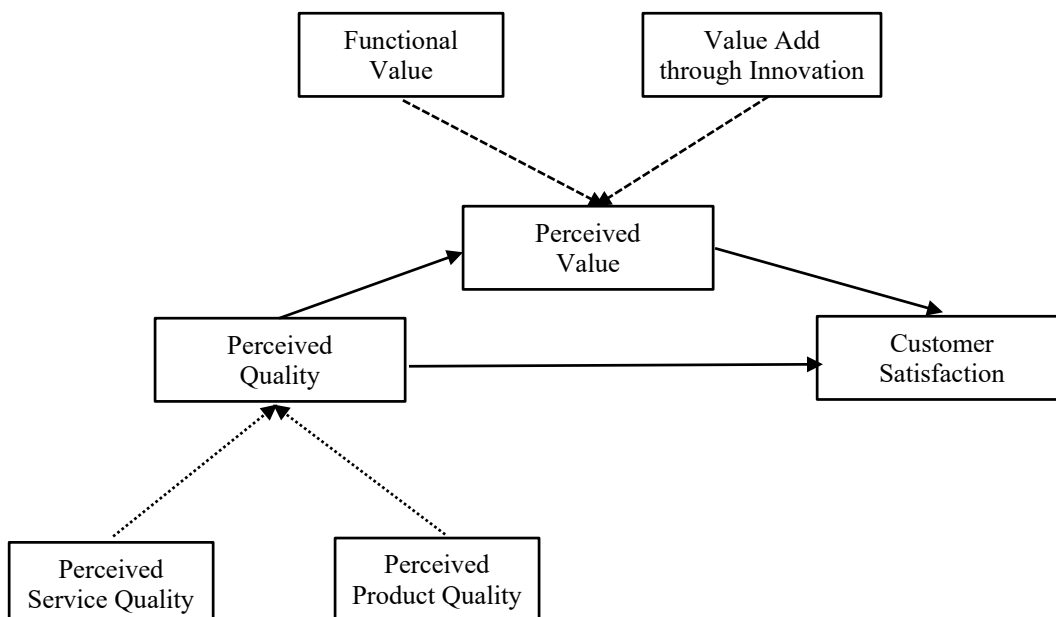 Functional
Value
Value Add
through Innovation
Perceived
Value
Perceived
Quality
Customer
Satisfaction
Perceived
Service Quality
Perceived
Product Quality